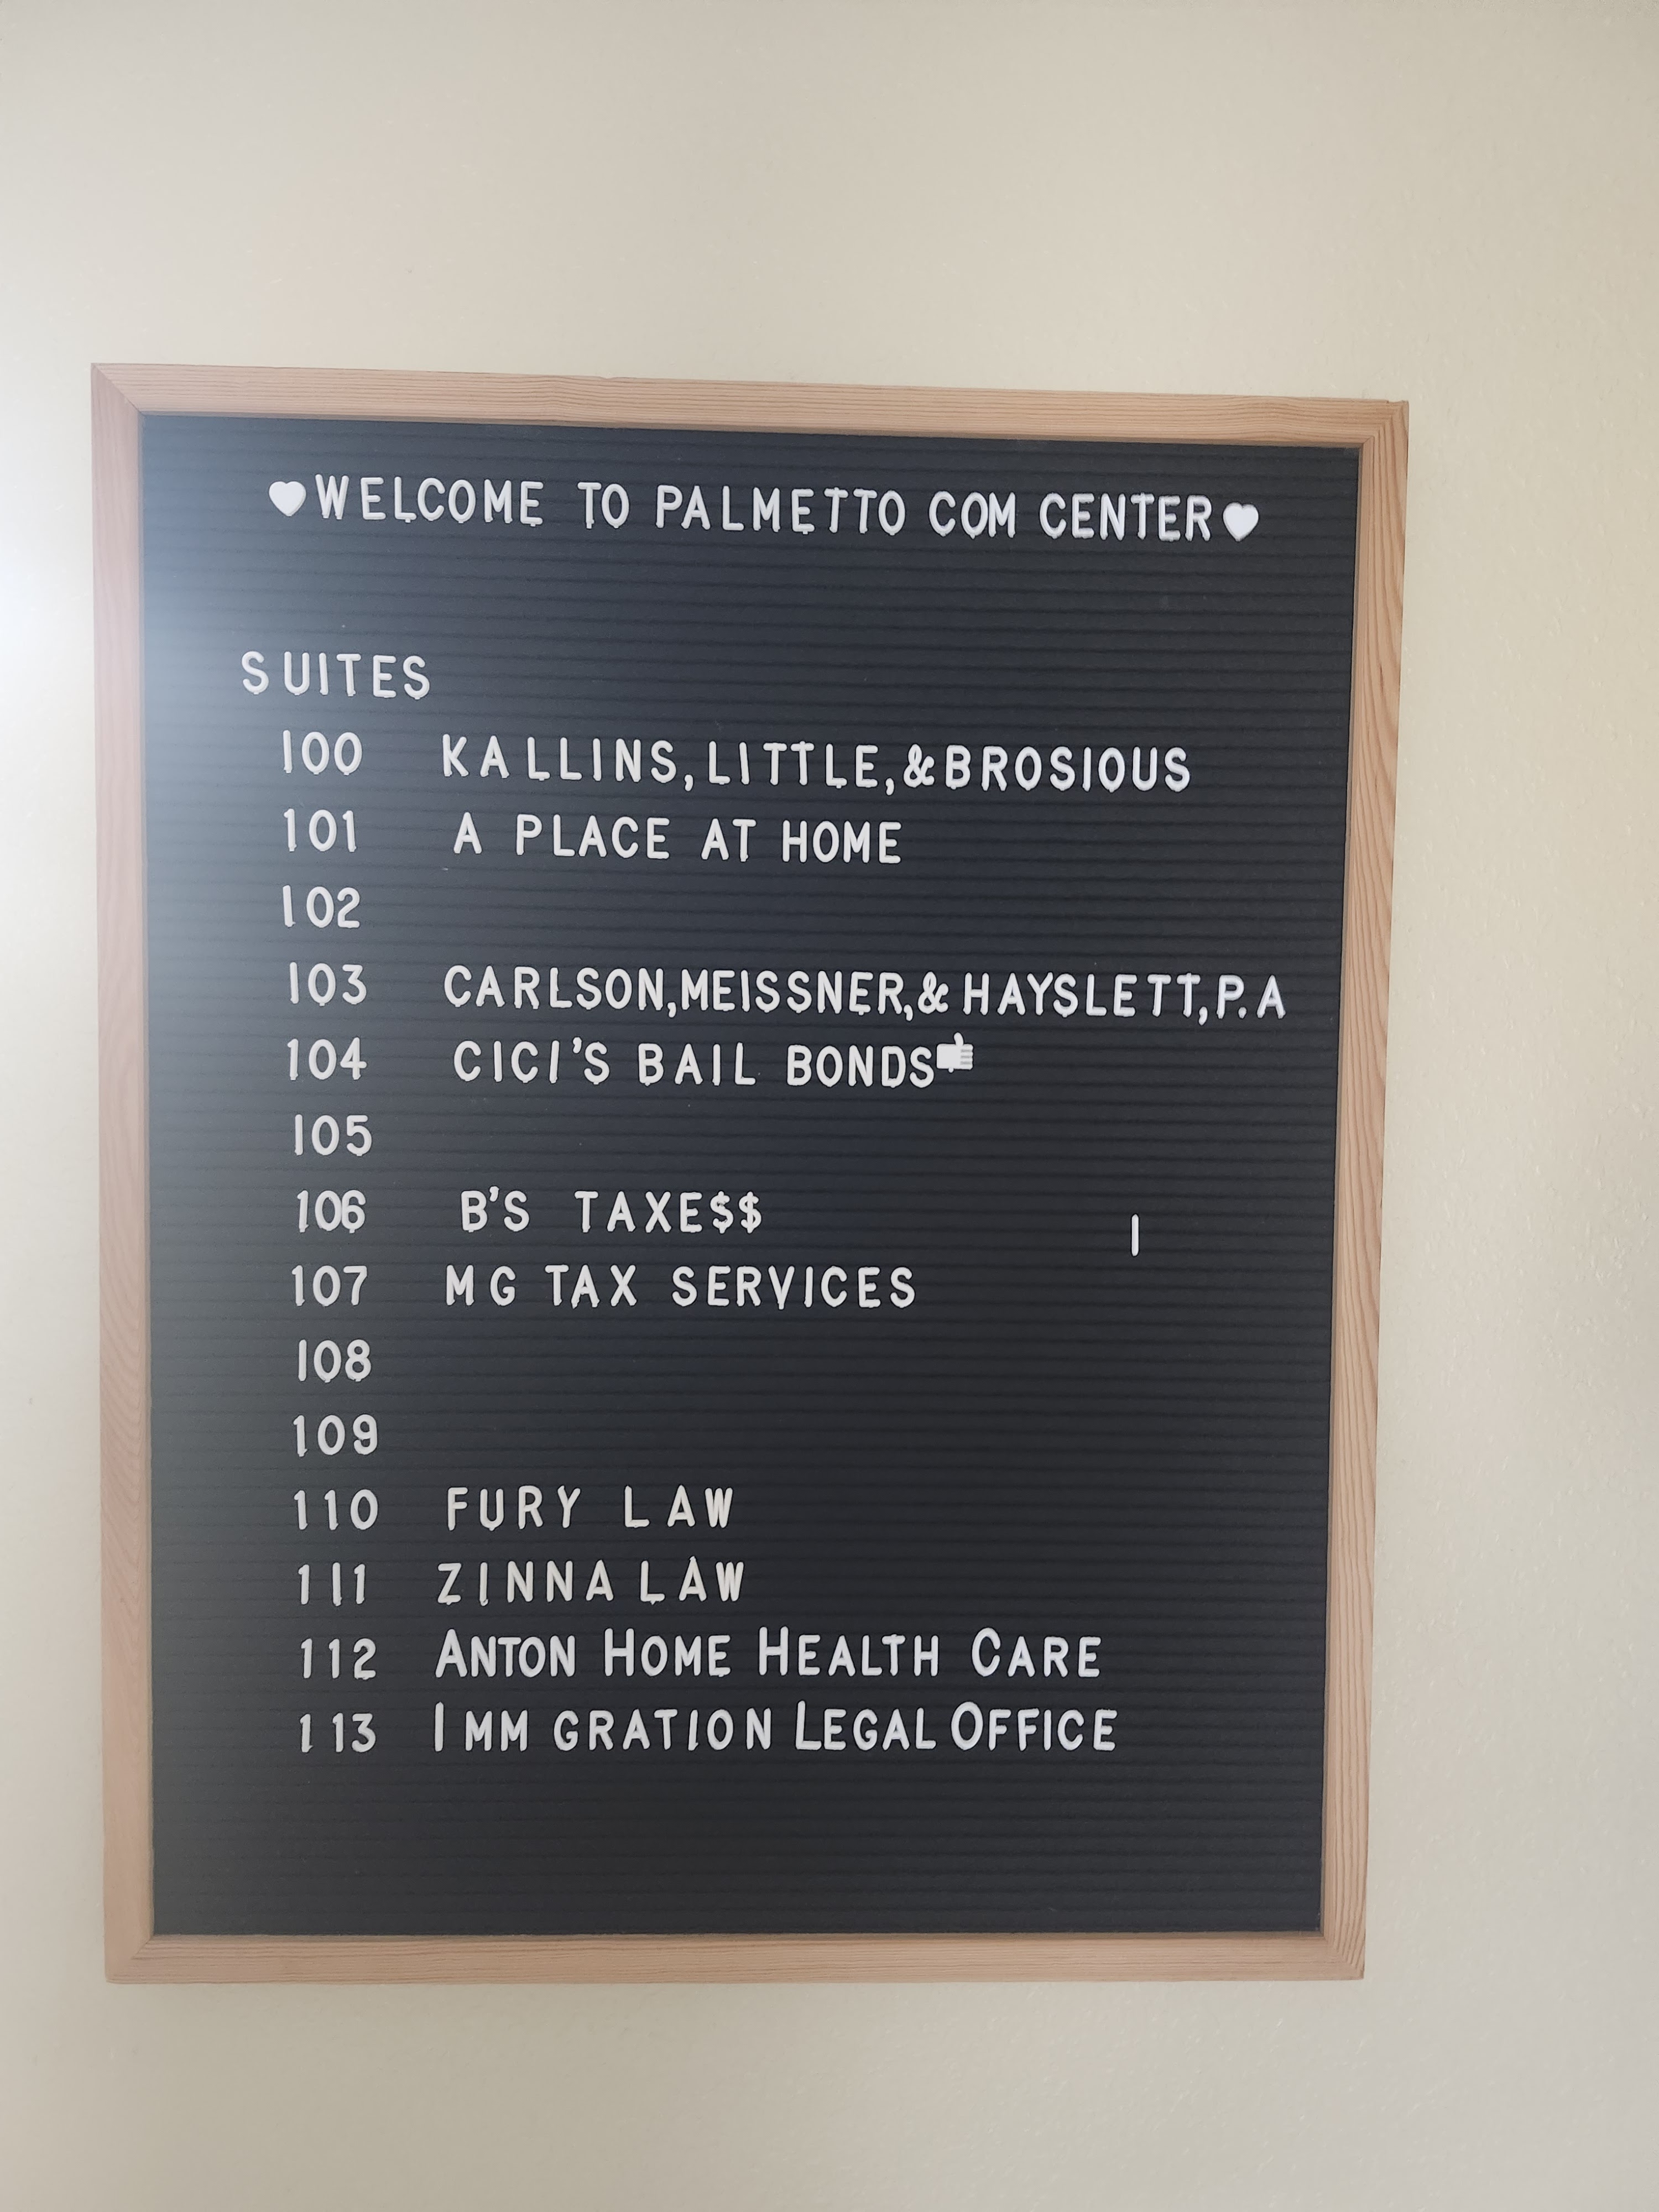 ♥WELCOME TO PALMETTO COM CENTER♥
SUITES
100 KALLINS, LITTLE, & BROSIOUS
101 A PLACE AT HOME
102
103 CARLSON, MEISSNER, & HAYSLETT, P.A
104 CICI'S BAIL BONDS👍
105
106 B'S TAXE$$ I
107 MG TAX SERVICES
108
109
110 FURY LAW
111 ZINNA LAW
112 ANTON HOME HEALTH CARE
113 IMM GRATION LEGAL OFFICE